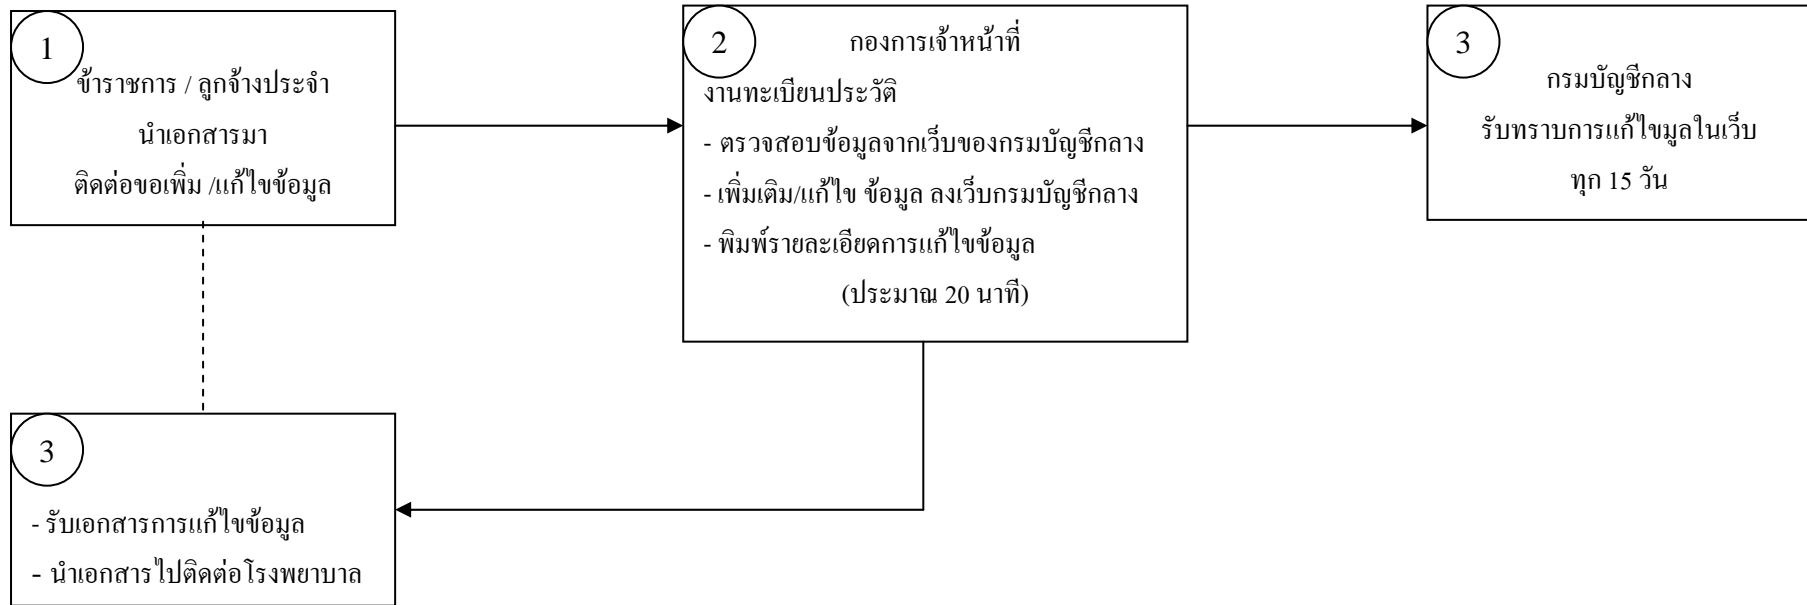 1
ข้าราชการ / ลูกจ้างประจำ
นำเอกสารมา
ติดต่อขอเพิ่ม /แก้ไขข้อมูล
2
กองการเจ้าหน้าที่
งานทะเบียนประวัติ
- ตรวจสอบข้อมูลจากเว็บของกรมบัญชีกลาง
- เพิ่มเติม/แก้ไข ข้อมูล ลงเว็บกรมบัญชีกลาง
- พิมพ์รายละเอียดการแก้ไขข้อมูล
(ประมาณ 20 นาที)
3
กรมบัญชีกลาง
รับทราบการแก้ไขมูลในเว็บ
ทุก 15 วัน
3
- รับเอกสารการแก้ไขข้อมูล
- นำเอกสารไปติดต่อโรงพยาบาล